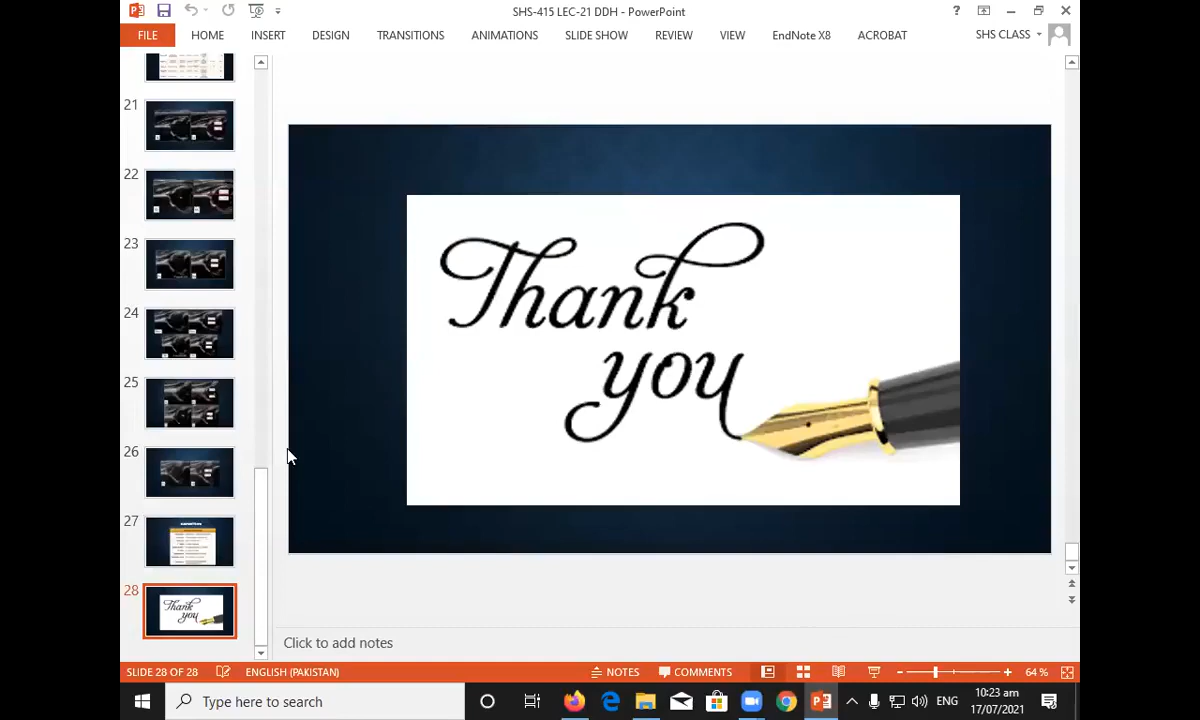 SHS-415 LEC-21 DDH - PowerPoint
?
FILE HOME INSERT DESIGN TRANSITIONS ANIMATIONS SLIDE SHOW REVIEW VIEW EndNote X8 ACROBAT SHS CLASS
21
22
23
24
25
26
27
28
Thank
you
Thank
you
Click to add notes
SLIDE 28 OF 28 ENGLISH (PAKISTAN) NOTES COMMENTS 64 %
Type here to search
ENG
10:23 am
17/07/2021